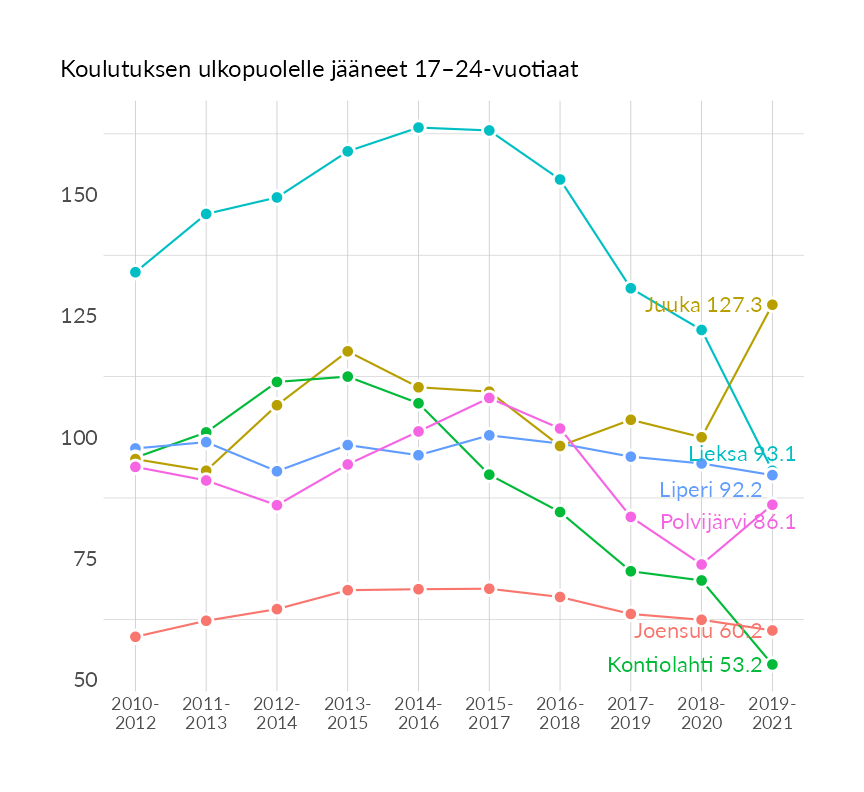 Koulutuksen ulkopuolelle jääneet 17–24-vuotiaat
150
125
100
75
50
Juuka 127.3
Lieksa 93.1
Liperi 92.2
Polvijärvi 86.1
Joensuu 60.2
Kontiolahti 53.2
2010- 2011- 2012- 2013- 2014- 2015- 2016- 2017- 2018- 2019-
2012 2013 2014 2015 2016 2017 2018 2019 2020 2021